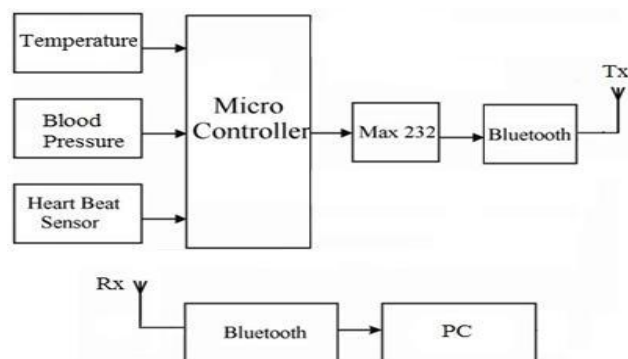 Temperature
Blood
Pressure
Heart Beat
Sensor
Micro
Controller
Max 232
Bluetooth
Tx
Rx
Bluetooth
PC